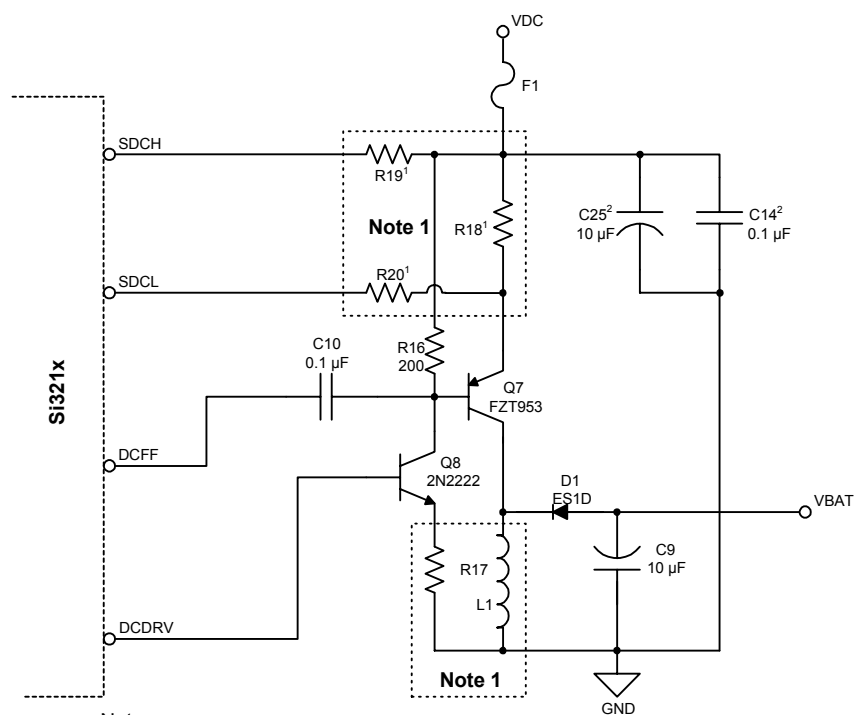 VDC
F1
SDCH
R19¹
Note 1
R18¹
C25²
10 µF
C14²
0.1 µF
SDCL
R20¹
C10
0.1 µF
R16
200
Q7
FZT953
Si321x
DCFF
Q8
2N2222
D1
ES1D
VBAT
R17
C9
10 µF
L1
DCDRV
Note 1
GND